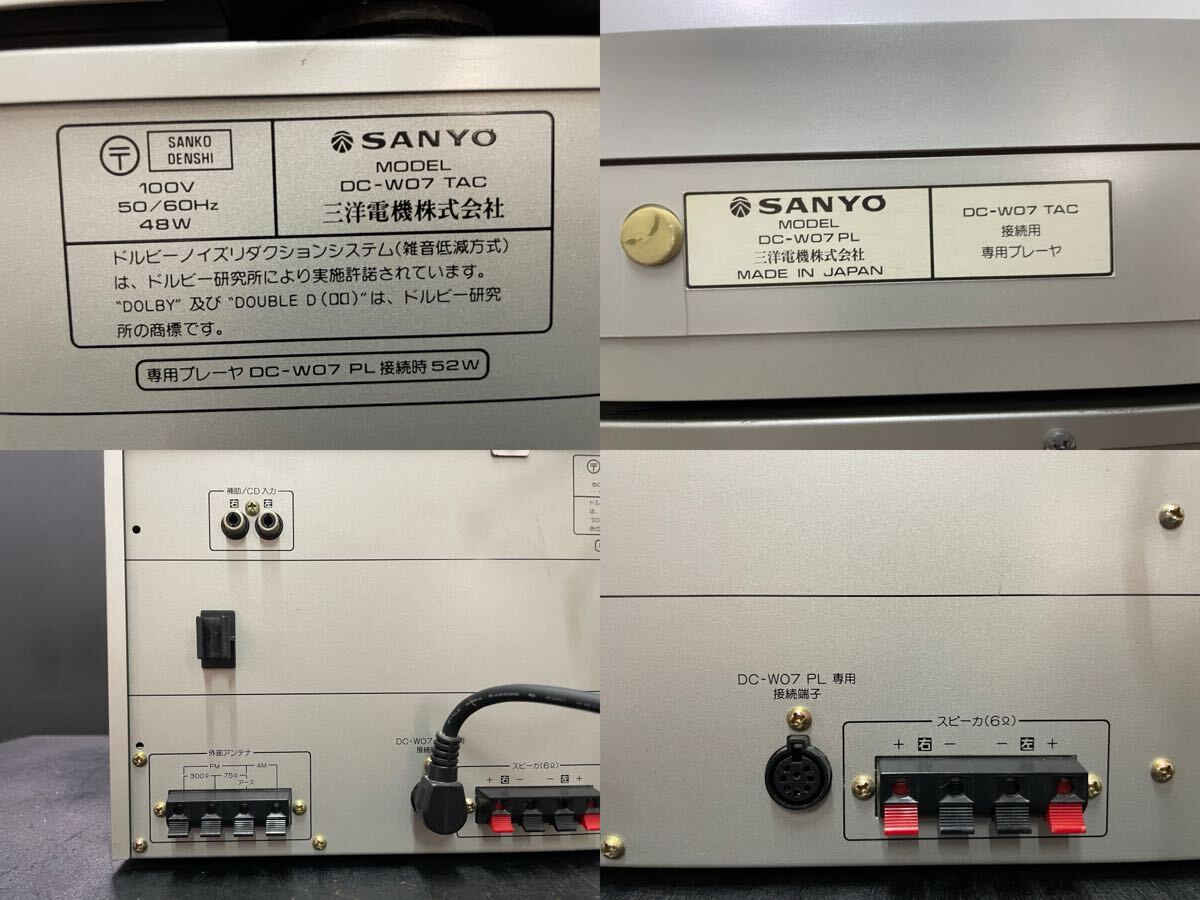 〒 SANKO
DENSHI
100V
50/60Hz
48W
SANYO
MODEL
DC-W07 TAC
三洋電機株式会社
ドルビーノイズリダクションシステム(雑音低減方式)
は、ドルビー研究所により実施許諾されています。
"DOLBY" 及び "DOUBLE D (□□)"は、ドルビー研究
所の商標です。
専用プレーヤ DC-W07 PL 接続時 52W
SANYO
MODEL
DC-W07 PL
三洋電機株式会社
MADE IN JAPAN
DC-W07 TAC
接続用
専用プレーヤ
補助/CD入力
右 左
外部アンテナ
FM AM
300Ω 75Ω
アース
DC-W07
接続
スピーカ(6Ω)
+ 右 - - 左 +
DC-W07 PL 専用
接続端子
スピーカ(6Ω)
+ 右 - - 左 +